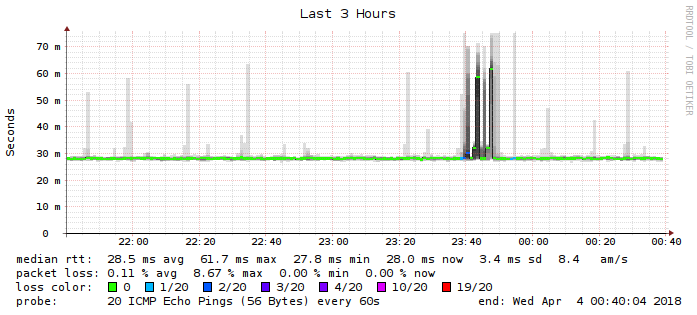 Last 3 Hours
RRDTOOL / TOBI OETIKER
Seconds
70 m
60 m
50 m
40 m
30 m
20 m
10 m
0
22:00 22:20 22:40 23:00 23:20 23:40 00:00 00:20 00:40
median rtt: 28.5 ms avg 61.7 ms max 27.8 ms min 28.0 ms now 3.4 ms sd 8.4 am/s
packet loss: 0.11 % avg 8.67 % max 0.00 % min 0.00 % now
loss color: 0 1/20 2/20 3/20 4/20 10/20 19/20
probe: 20 ICMP Echo Pings (56 Bytes) every 60s end: Wed Apr 4 00:40:04 2018